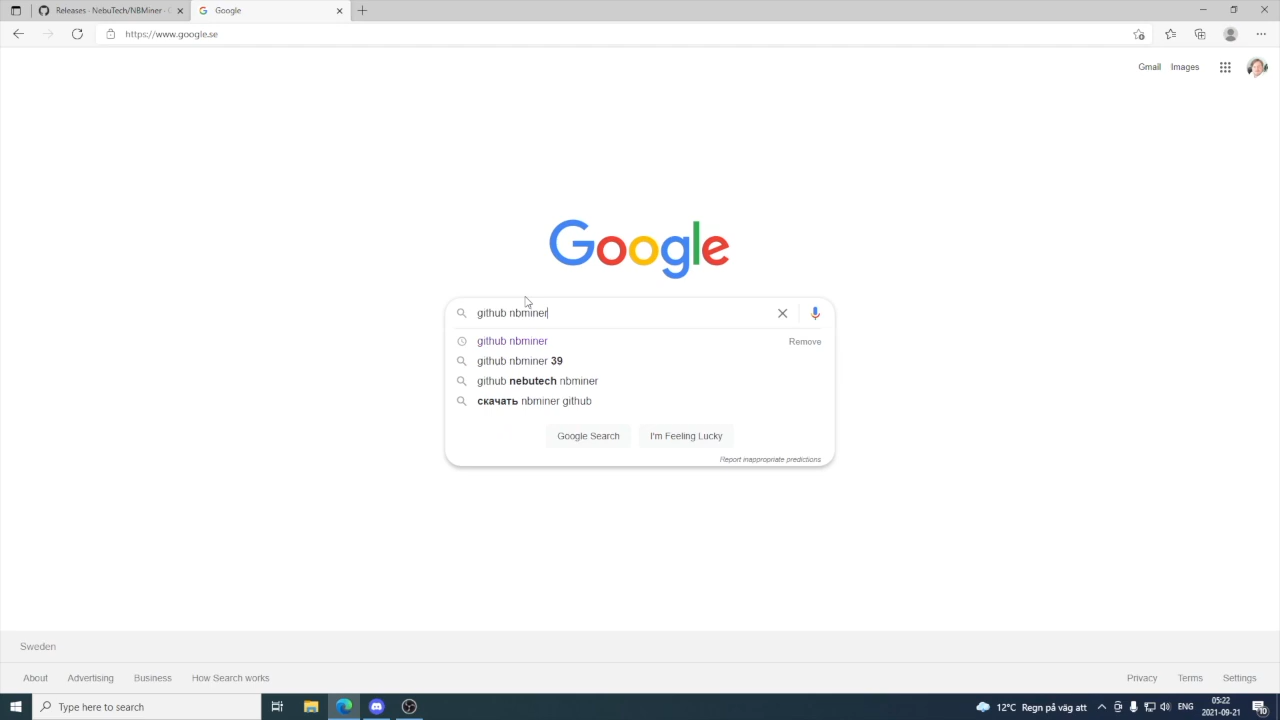 Releases · NebuTech/NBMiner ·
Google
https://www.google.se
Gmail Images
Google
github nbminer
github nbminer
Remove
github nbminer 39
github nebutech nbminer
скачать nbminer github
Google Search
I'm Feeling Lucky
Report inappropriate predictions
Sweden
About Advertising Business How Search works
Privacy Terms Settings
Type here to search
12°C Regn på väg att
ENG
05:22
2021-09-21
10